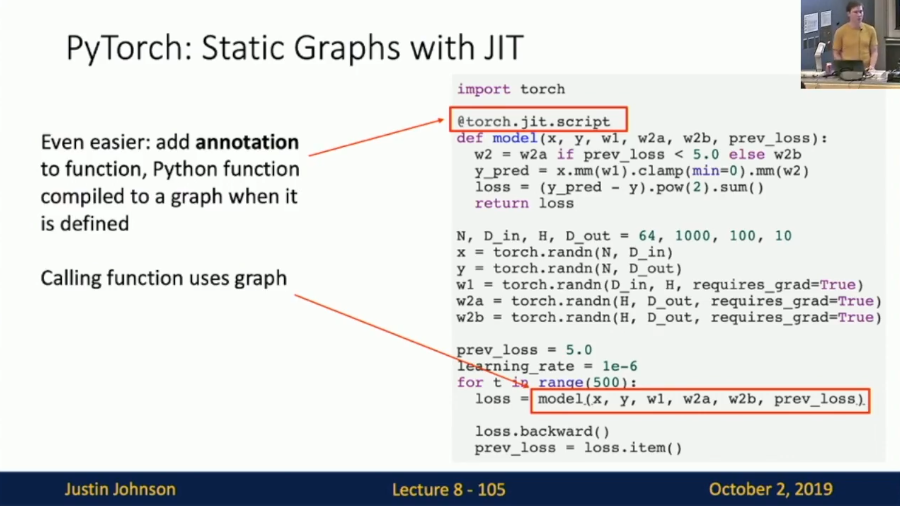 PyTorch: Static Graphs with JIT
Even easier: add annotation
to function, Python function
compiled to a graph when it
is defined
Calling function uses graph
import torch
@torch.jit.script
def model(x, y, w1, w2a, w2b, prev_loss):
  w2 = w2a if prev_loss < 5.0 else w2b
  y_pred = x.mm(w1).clamp(min=0).mm(w2)
  loss = (y_pred - y).pow(2).sum()
  return loss
N, D_in, H, D_out = 64, 1000, 100, 10
x = torch.randn(N, D_in)
y = torch.randn(N, D_out)
w1 = torch.randn(D_in, H, requires_grad=True)
w2a = torch.randn(H, D_out, requires_grad=True)
w2b = torch.randn(H, D_out, requires_grad=True)
prev_loss = 5.0
learning_rate = 1e-6
for t in range(500):
  loss = model(x, y, w1, w2a, w2b, prev_loss)
  loss.backward()
  prev_loss = loss.item()
Justin Johnson
Lecture 8 - 105
October 2, 2019